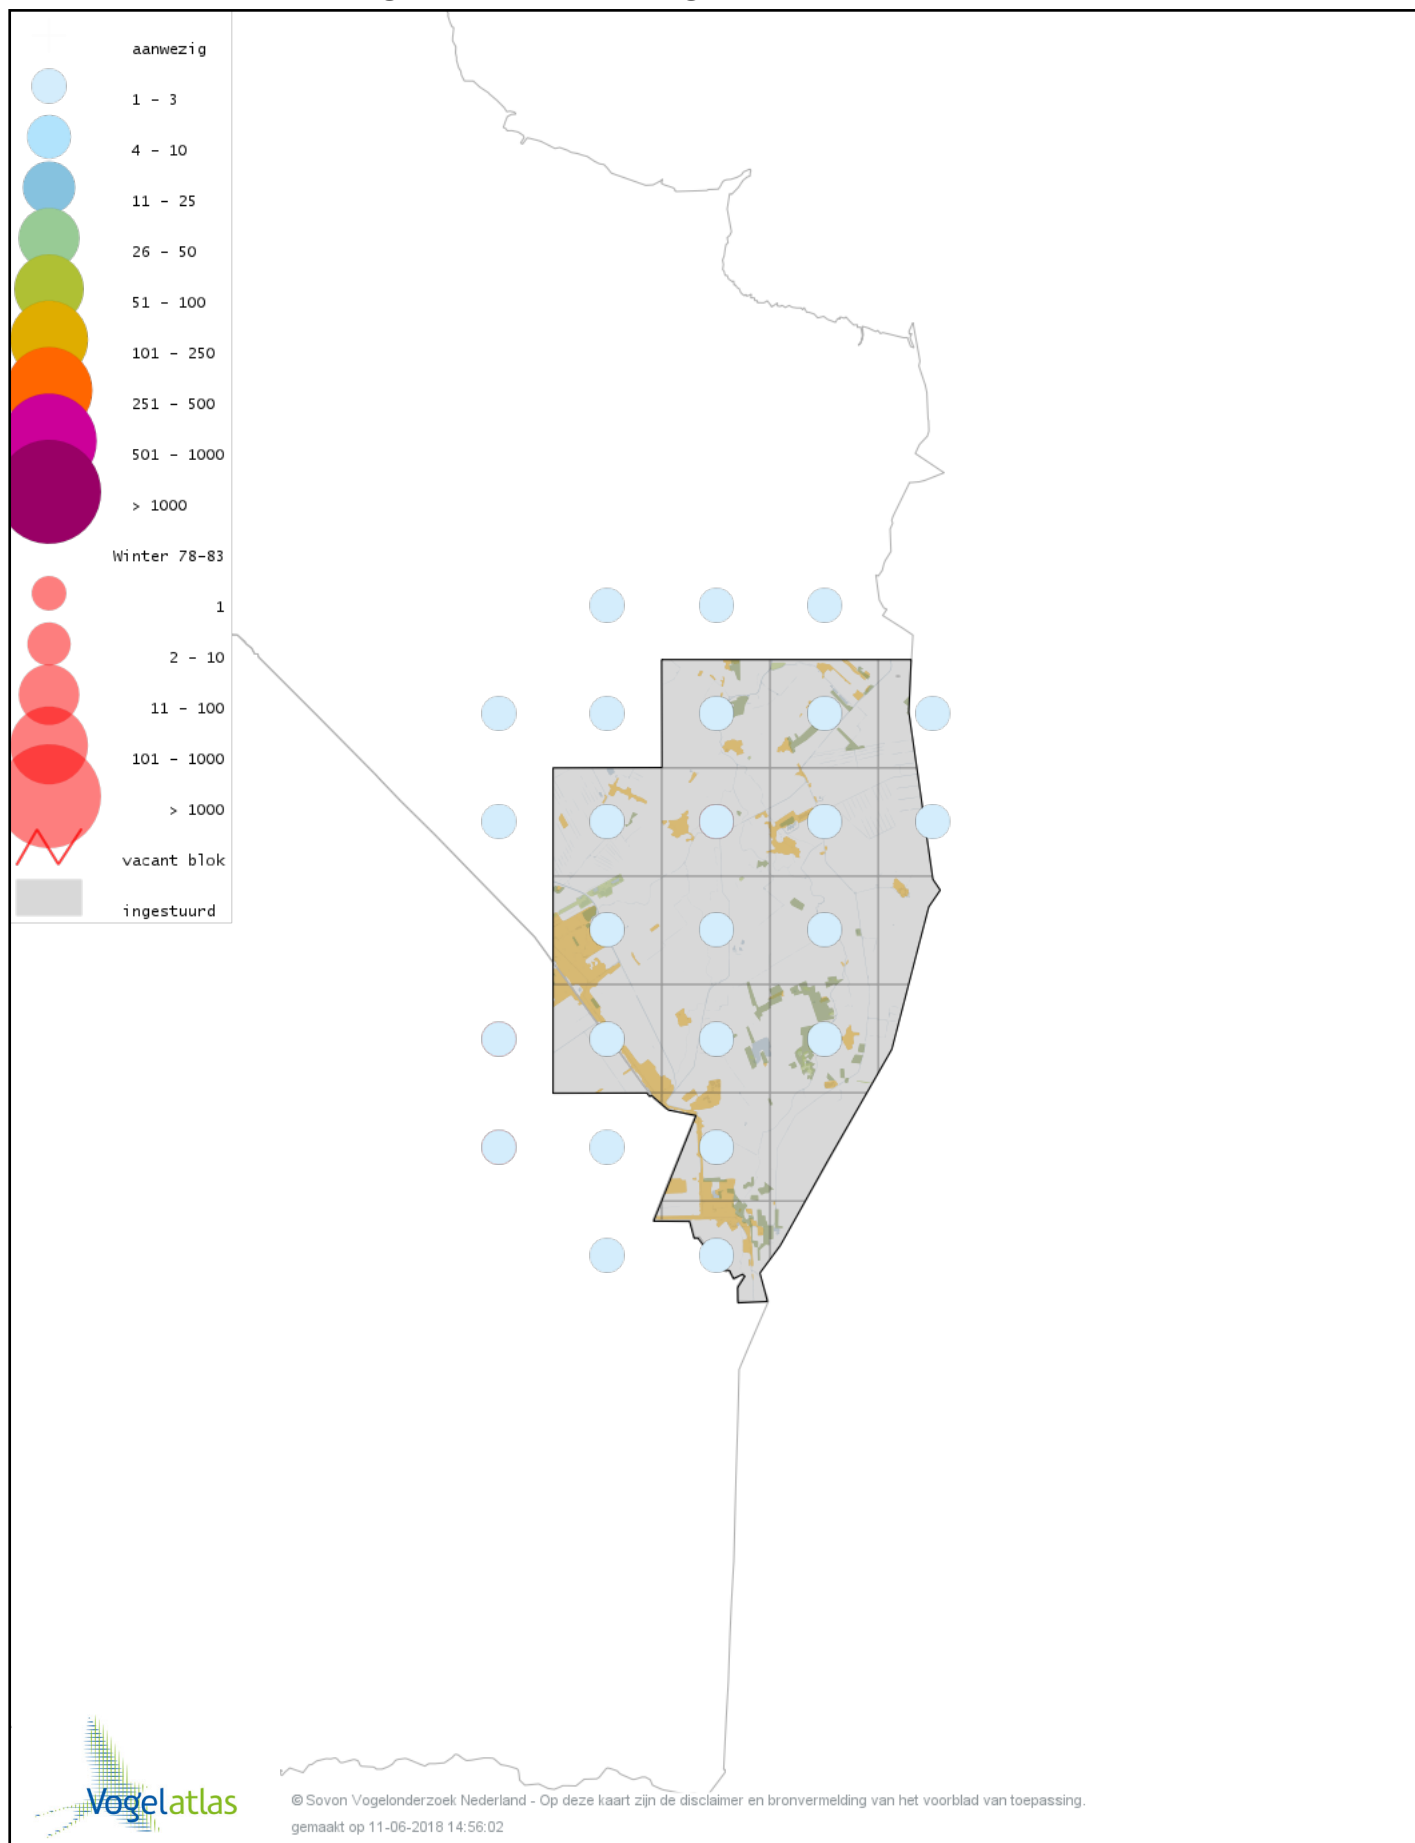 aanwezig
1 – 3
4 – 10
11 – 25
26 – 50
51 – 100
101 – 250
251 – 500
501 – 1000
> 1000
Winter 78-83
1
2 – 10
11 – 100
101 – 1000
> 1000
vacant blok
ingestuurd
Vogelatlas
© Sovon Vogelonderzoek Nederland - Op deze kaart zijn de disclaimer en bronvermelding van het voorblad van toepassing.
gemaakt op 11-06-2018 14:56:02